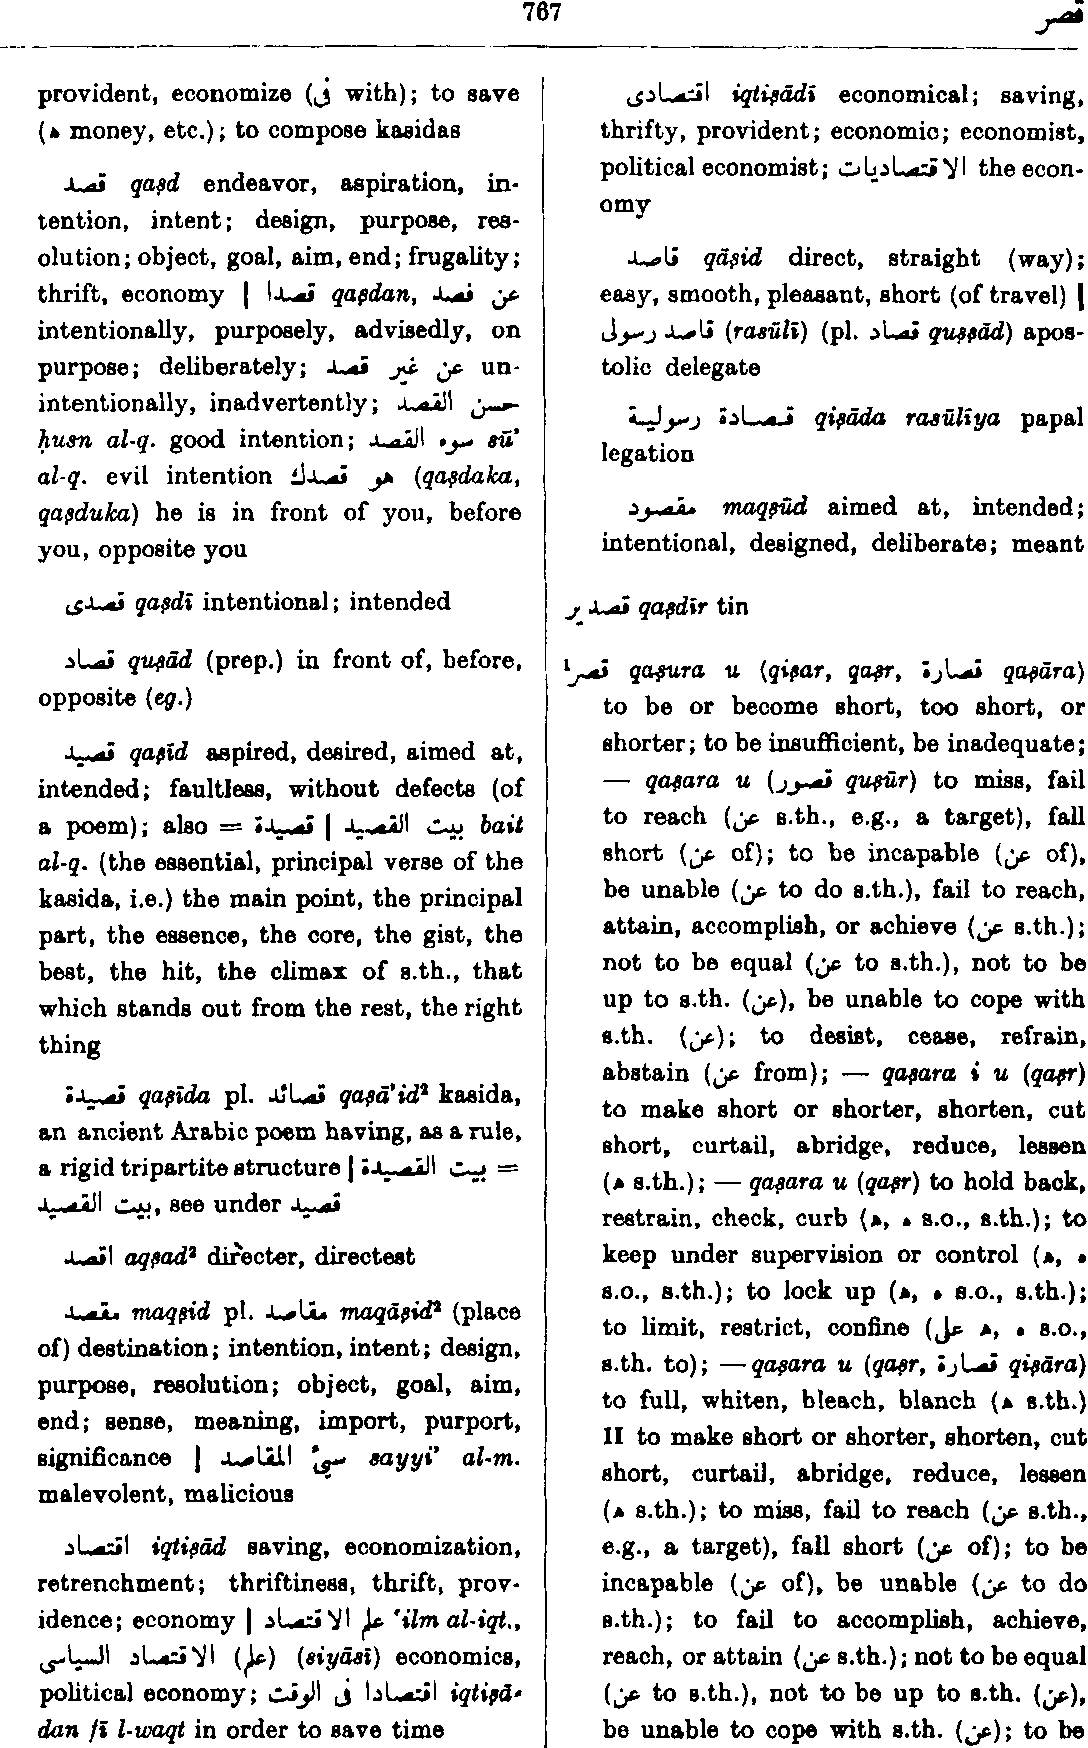 767
قصر
provident, economize (في with); to save
(ه money, etc.); to compose kasidas
قصد qaṣd endeavor, aspiration, in-
tention, intent; design, purpose, res-
olution; object, goal, aim, end; frugality;
thrift, economy | قصدا qaṣdan, عن قصد
intentionally, purposely, advisedly, on
purpose; deliberately; عن غير قصد un-
intentionally, inadvertently; حسن القصد
ḥusn al-q. good intention; سوء القصد sū’
al-q. evil intention هو قصدك (qaṣdaka,
qaṣduka) he is in front of you, before
you, opposite you
قصدى qaṣdī intentional; intended
قصاد quṣād (prep.) in front of, before,
opposite (eg.)
قصيد qaṣīd aspired, desired, aimed at,
intended; faultless, without defects (of
a poem); also = قصيدة | بيت القصيد bait
al-q. (the essential, principal verse of the
kasida, i.e.) the main point, the principal
part, the essence, the core, the gist, the
best, the hit, the climax of s.th., that
which stands out from the rest, the right
thing
قصيدة qaṣīda pl. قصائد qaṣā’id² kasida,
an ancient Arabic poem having, as a rule,
a rigid tripartite structure | بيت القصيدة =
بيت القصيد, see under قصيد
اقصد aqṣad² directer, directest
مقصد maqṣid pl. مقاصد maqāṣid² (place
of) destination; intention, intent; design,
purpose, resolution; object, goal, aim,
end; sense, meaning, import, purport,
significance | سيّئ المقاصد sayyi’ al-m.
malevolent, malicious
اقتصاد iqtiṣād saving, economization,
retrenchment; thriftiness, thrift, prov-
idence; economy | علم الاقتصاد ‘ilm al-iqt.,
(علم) الاقتصاد السياسى (siyāsī) economics,
political economy; اقتصادا فى الوقت iqtiṣā-
dan fī l-waqt in order to save time
اقتصادى iqtiṣādī economical; saving,
thrifty, provident; economic; economist,
political economist; الاقتصاديات the econ-
omy
قاصد qāṣid direct, straight (way);
easy, smooth, pleasant, short (of travel) |
قاصد رسولى (rasūlī) (pl. قصاد quṣṣād) apos-
tolic delegate
قصادة رسولية qiṣāda rasūlīya papal
legation
مقصود maqṣūd aimed at, intended;
intentional, designed, deliberate; meant
قصدير qaṣdīr tin
قصر¹ qaṣura u (qiṣar, qaṣr, قصارة qaṣāra)
to be or become short, too short, or
shorter; to be insufficient, be inadequate;
— qaṣara u (قصور quṣūr) to miss, fail
to reach (عن s.th., e.g., a target), fall
short (عن of); to be incapable (عن of),
be unable (عن to do s.th.), fail to reach,
attain, accomplish, or achieve (عن s.th.);
not to be equal (عن to s.th.), not to be
up to s.th. (عن), be unable to cope with
s.th. (عن); to desist, cease, refrain,
abstain (عن from); — qaṣara i u (qaṣr)
to make short or shorter, shorten, cut
short, curtail, abridge, reduce, lessen
(ه s.th.); — qaṣara u (qaṣr) to hold back,
restrain, check, curb (ه, ه s.o., s.th.); to
keep under supervision or control (ه, ه
s.o., s.th.); to lock up (ه, ه s.o., s.th.);
to limit, restrict, confine (على ه, ه s.o.,
s.th. to); — qaṣara u (qaṣr, قصارة qiṣāra)
to full, whiten, bleach, blanch (ه s.th.)
II to make short or shorter, shorten, cut
short, curtail, abridge, reduce, lessen
(ه s.th.); to miss, fail to reach (عن s.th.,
e.g., a target), fall short (عن of); to be
incapable (عن of), be unable (عن to do
s.th.); to fail to accomplish, achieve,
reach, or attain (عن s.th.); not to be equal
(عن to s.th.), not to be up to s.th. (عن),
be unable to cope with s.th. (عن); to be